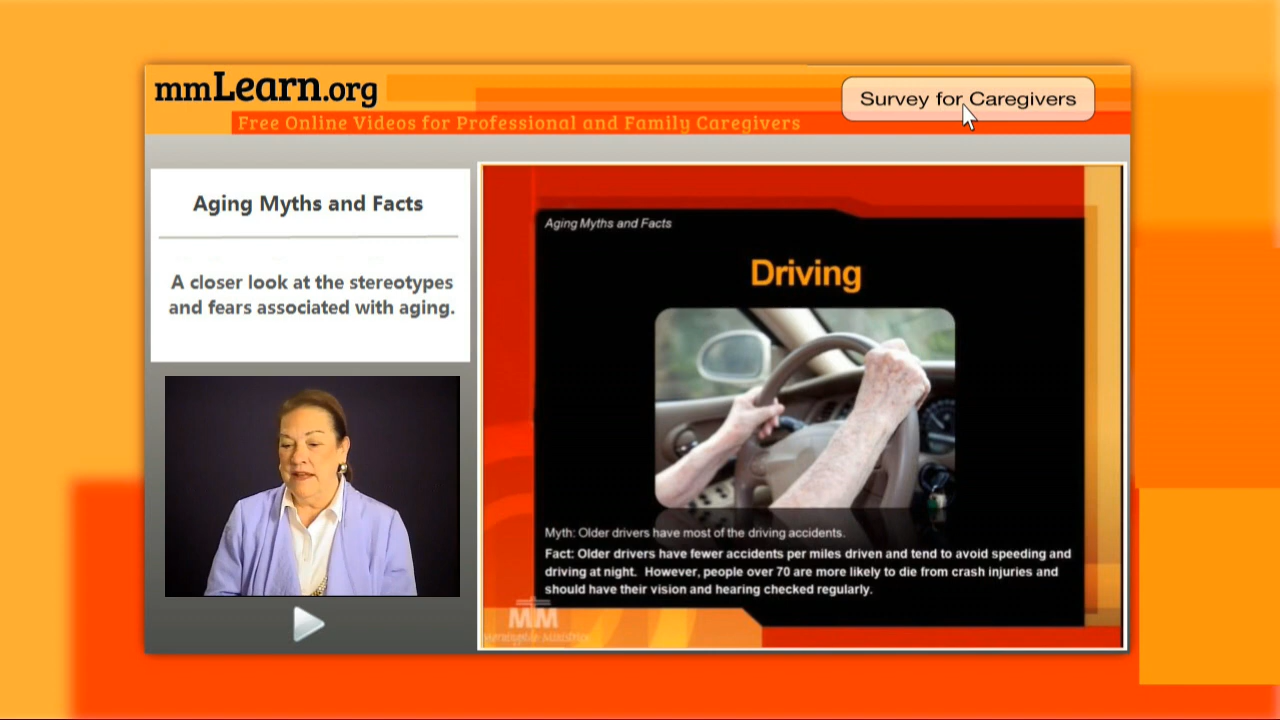 mmLearn.org
Survey for Caregivers
Free Online Videos for Professional and Family Caregivers
Aging Myths and Facts
A closer look at the stereotypes
and fears associated with aging.
Aging Myths and Facts
Driving
Myth: Older drivers have most of the driving accidents.
Fact: Older drivers have fewer accidents per miles driven and tend to avoid speeding and
driving at night. However, people over 70 are more likely to die from crash injuries and
should have their vision and hearing checked regularly.
MM
Ministries